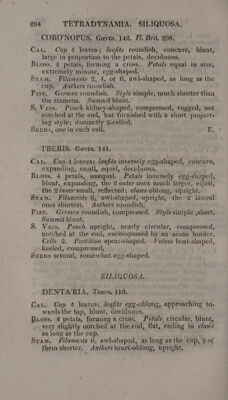 294 TETRADYNAMIA. SILIQUOSA.
CORO'NOPUS. Gærtn. 142. Fl. Brit. 298.
CAL. Cup 4 leaves; leafits roundish, concave, blunt,
large in proportion to the petals, deciduous.
BLOSS. 4 petals, forming a cross. Petals equal in size,
extremely minute, egg-shaped.
STAM. Filaments 2, 4, or 6, awl-shaped, as long as the
cup. Anthers roundish.
PIST. Germen roundish. Style simple, much shorter than
the stamens. Summit blunt.
S. VESS. Pouch kidney-shaped, compressed, rugged, not
notched at the end, but furnished with a short project-
ing style; distinctly 2-celled.
SEEDS, one in each cell. E.
IBERIS. Gærtn. 141.
CAL. Cup 4 leaves; leafits inversely egg-shaped, concave,
expanding, small, equal, deciduous.
BLOSS. 4 petals, unequal. Petals inversely egg-shaped,
blunt, expanding, the 2 outer ones much larger, equal,
the 2 inner small, reflected; claws oblong, upright.
STAM. Filaments 6, awl-shaped, upright, the 2 lateral
ones shorter. Anthers roundish.
PIST. Germen roundish, compressed. Style simple, short.
Summit blunt.
S. VESS. Pouch upright, nearly circular, compressed,
notched at the end, encompassed by an acute border.
Cells 2. Partition spear-shaped. Valves boat-shaped,
keeled, compressed.
SEEDS several, somewhat egg-shaped.
SILIQUOSA.
DENTARIA. Tourn. 110.
CAL. Cup 4 leaves; leafits egg-oblong, approaching to-
wards the top, blunt, deciduous.
BLOSS. 4 petals, forming a cross. Petals circular, blunt,
very slightly notched at the end, flat, ending in claws
as long as the cup.
STAM. Filaments 6, awl-shaped, as long as the cup, 2 of
them shorter. Anthers heart-oblong, upright.